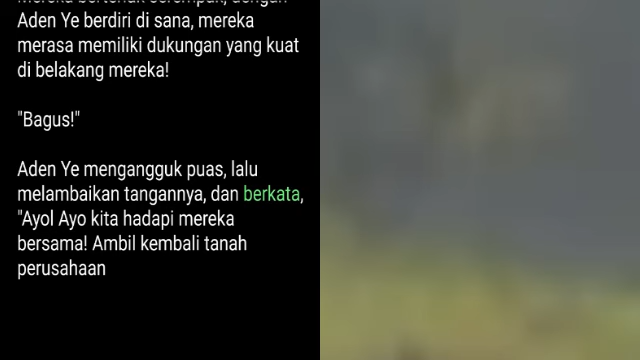 Aden Ye berdiri di sana, mereka
merasa memiliki dukungan yang kuat
di belakang mereka!
"Bagus!"
Aden Ye mengangguk puas, lalu
melambaikan tangannya, dan berkata,
"Ayol Ayo kita hadapi mereka
bersama! Ambil kembali tanah
perusahaan